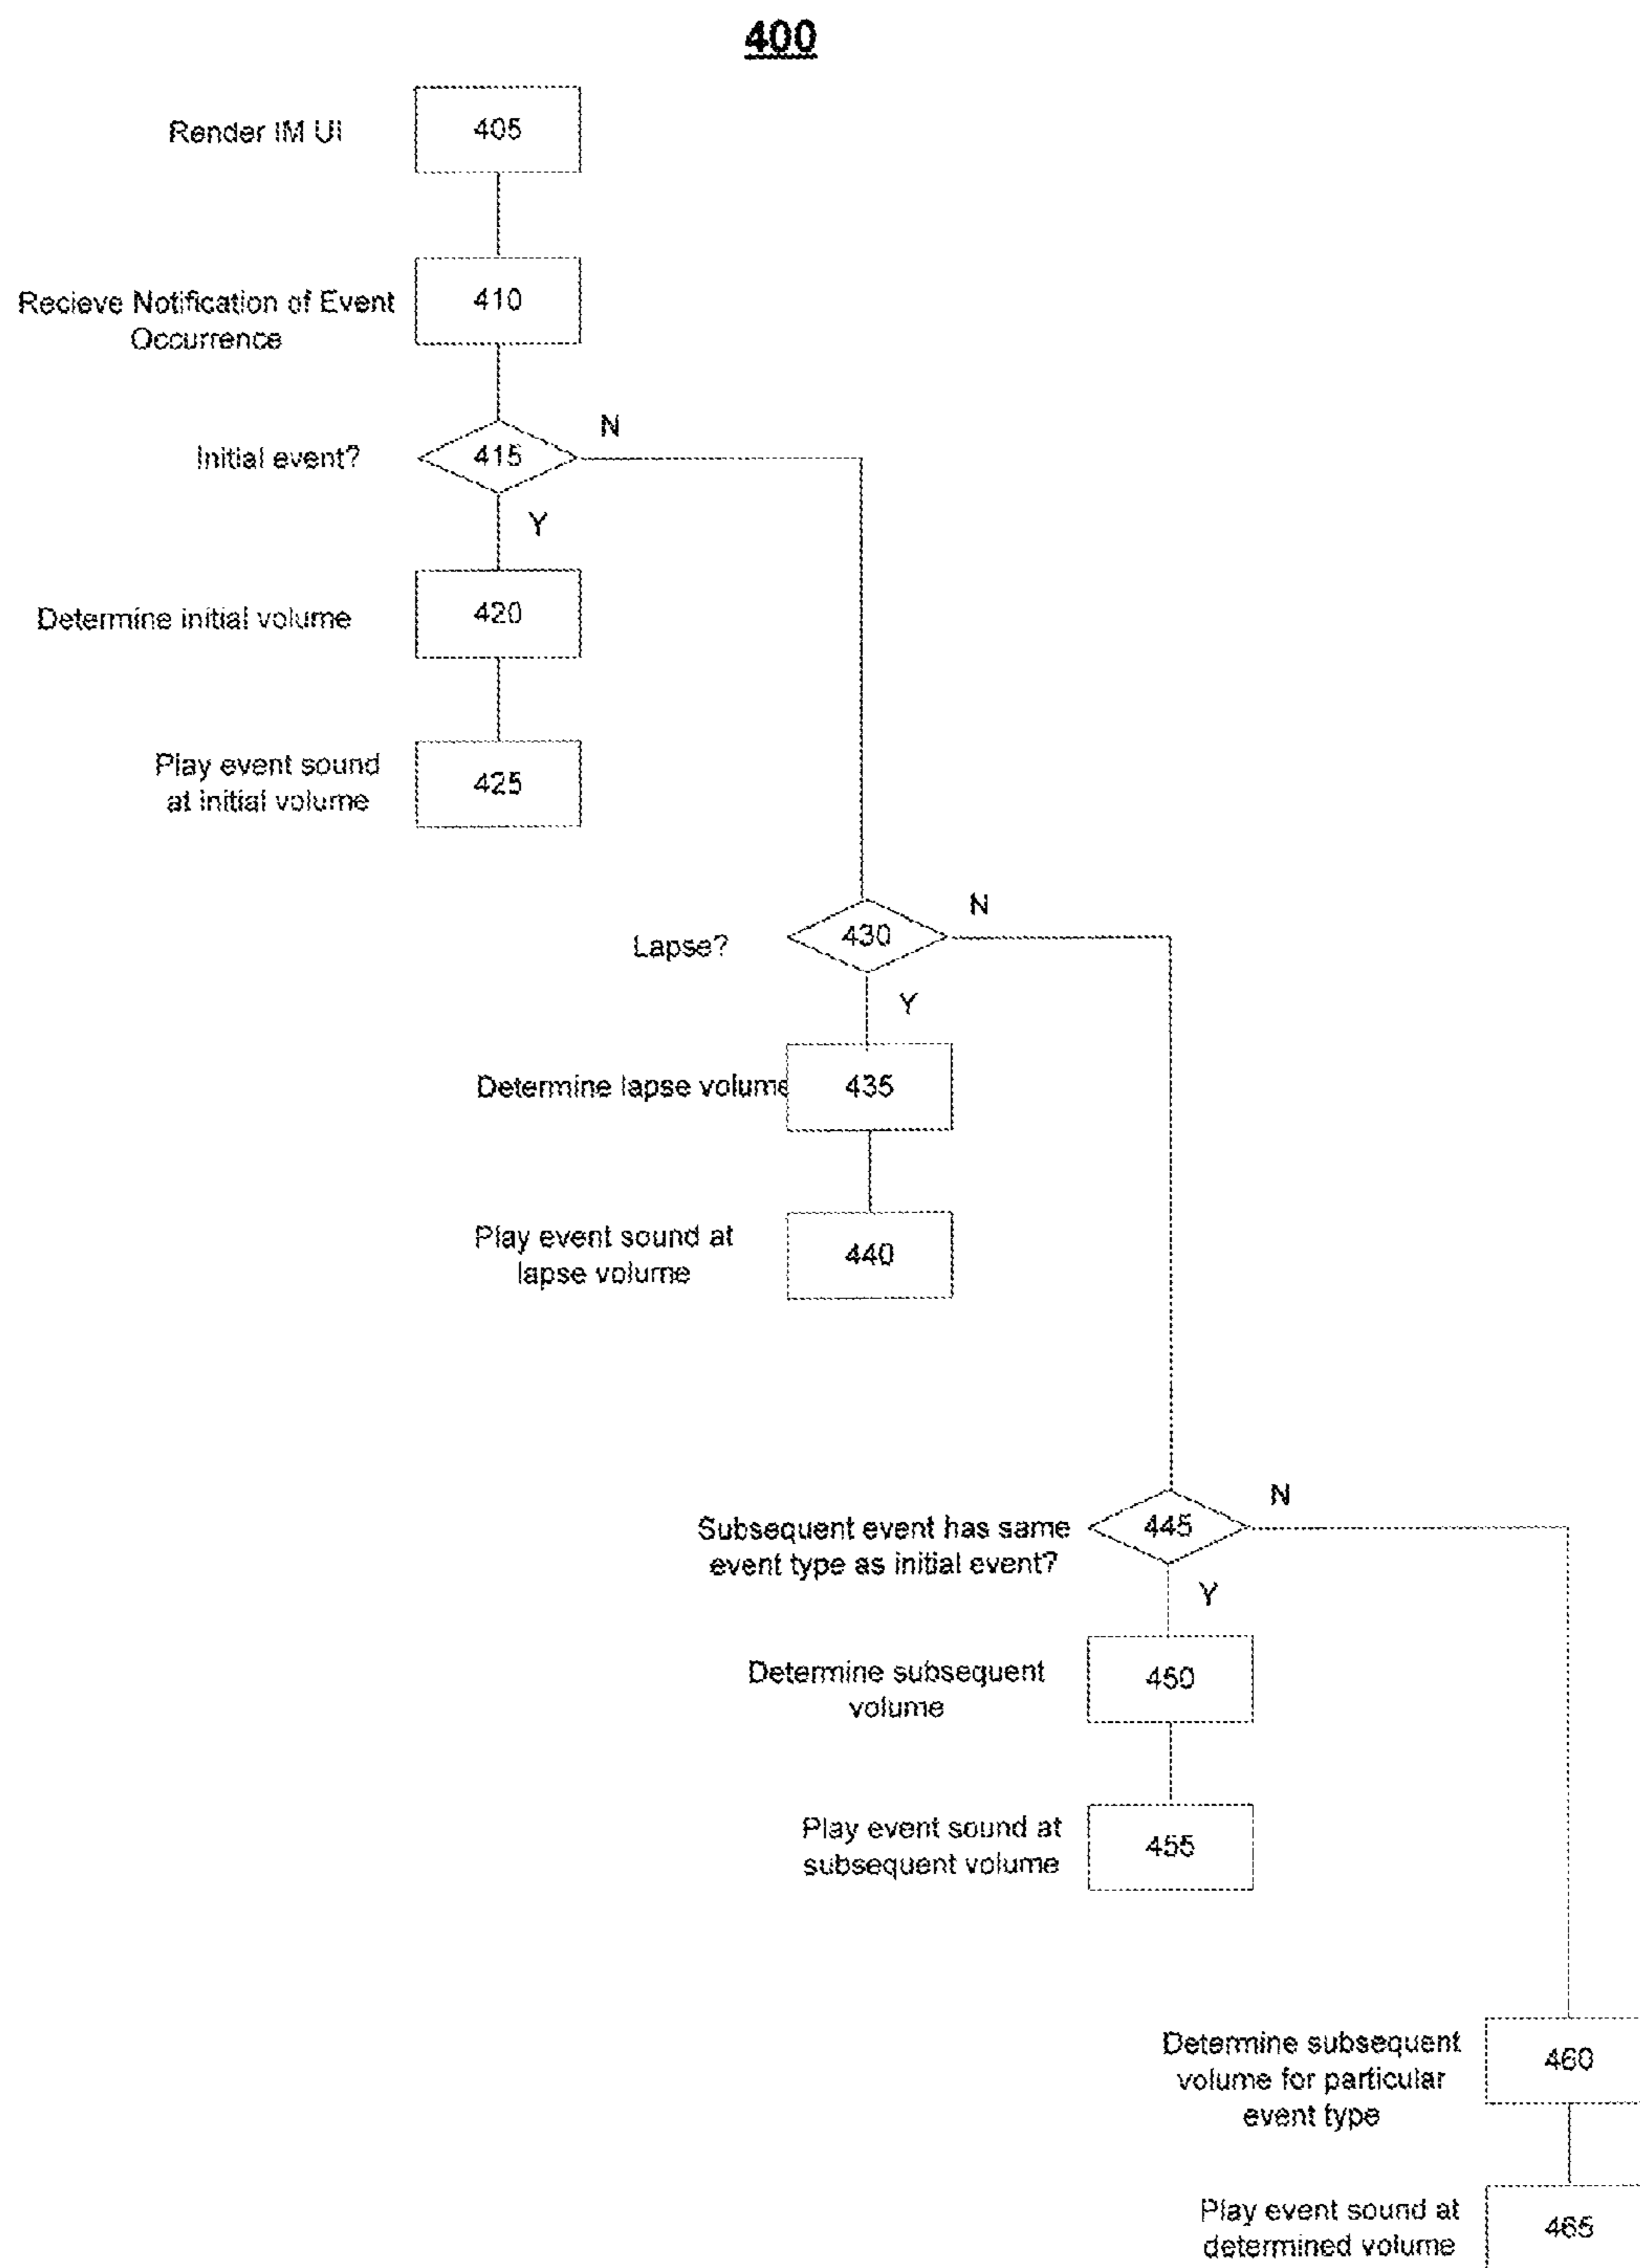 400
Render IM UI
405
Recieve Notification of Event
Occurrence
410
Initial event?
415
N
Y
Determine initial volume
420
Play event sound
at initial volume
425
Lapse?
430
N
Y
Determine lapse volume
435
Play event sound at
lapse volume
440
Subsequent event has same
event type as initial event?
445
N
Y
Determine subsequent
volume
450
Play event sound at
subsequent volume
455
Determine subsequent
volume for particular
event type
460
Play event sound at
determined volume
465